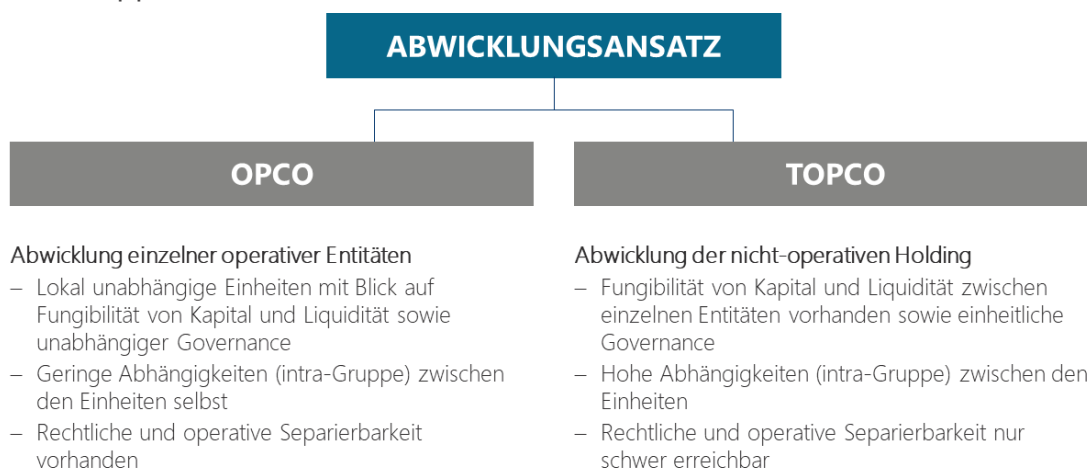 ABWICKLUNGSANSATZ
OPCO
Abwicklung einzelner operativer Entitäten
– Lokal unabhängige Einheiten mit Blick auf
Fungibilität von Kapital und Liquidität sowie
unabhängiger Governance
– Geringe Abhängigkeiten (intra-Gruppe) zwischen
den Einheiten selbst
– Rechtliche und operative Separierbarkeit
vorhanden
TOPCO
Abwicklung der nicht-operativen Holding
– Fungibilität von Kapital und Liquidität zwischen
einzelnen Entitäten vorhanden sowie einheitliche
Governance
– Hohe Abhängigkeiten (intra-Gruppe) zwischen den
Einheiten
– Rechtliche und operative Separierbarkeit nur
schwer erreichbar